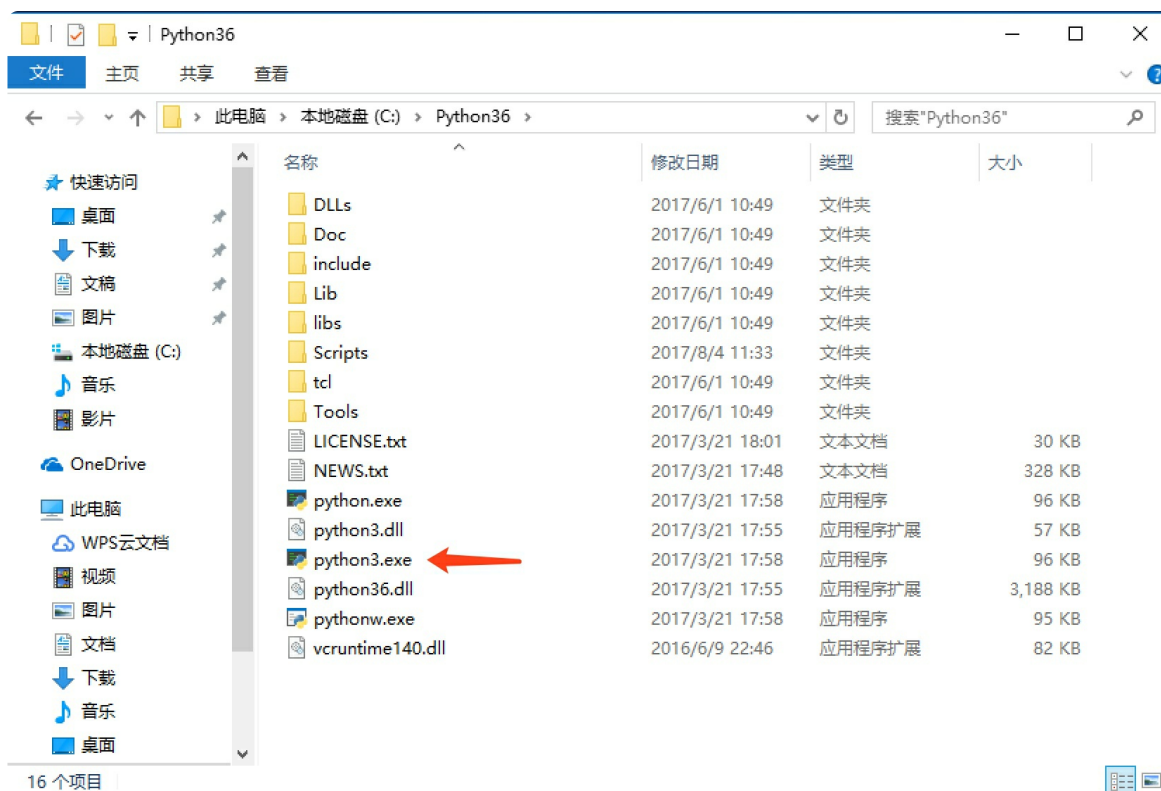 Python36
文件 主页 共享 查看
此电脑 › 本地磁盘 (C:) › Python36 › 搜索"Python36"
名称 修改日期 类型 大小
快速访问
桌面
下载
文稿
图片
本地磁盘 (C:)
音乐
影片
OneDrive
此电脑
WPS云文档
视频
图片
文档
下载
音乐
桌面
DLLs 2017/6/1 10:49 文件夹
Doc 2017/6/1 10:49 文件夹
include 2017/6/1 10:49 文件夹
Lib 2017/6/1 10:49 文件夹
libs 2017/6/1 10:49 文件夹
Scripts 2017/8/4 11:33 文件夹
tcl 2017/6/1 10:49 文件夹
Tools 2017/6/1 10:49 文件夹
LICENSE.txt 2017/3/21 18:01 文本文档 30 KB
NEWS.txt 2017/3/21 17:48 文本文档 328 KB
python.exe 2017/3/21 17:58 应用程序 96 KB
python3.dll 2017/3/21 17:55 应用程序扩展 57 KB
python3.exe 2017/3/21 17:58 应用程序 96 KB
python36.dll 2017/3/21 17:55 应用程序扩展 3,188 KB
pythonw.exe 2017/3/21 17:58 应用程序 95 KB
vcruntime140.dll 2016/6/9 22:46 应用程序扩展 82 KB
16 个项目